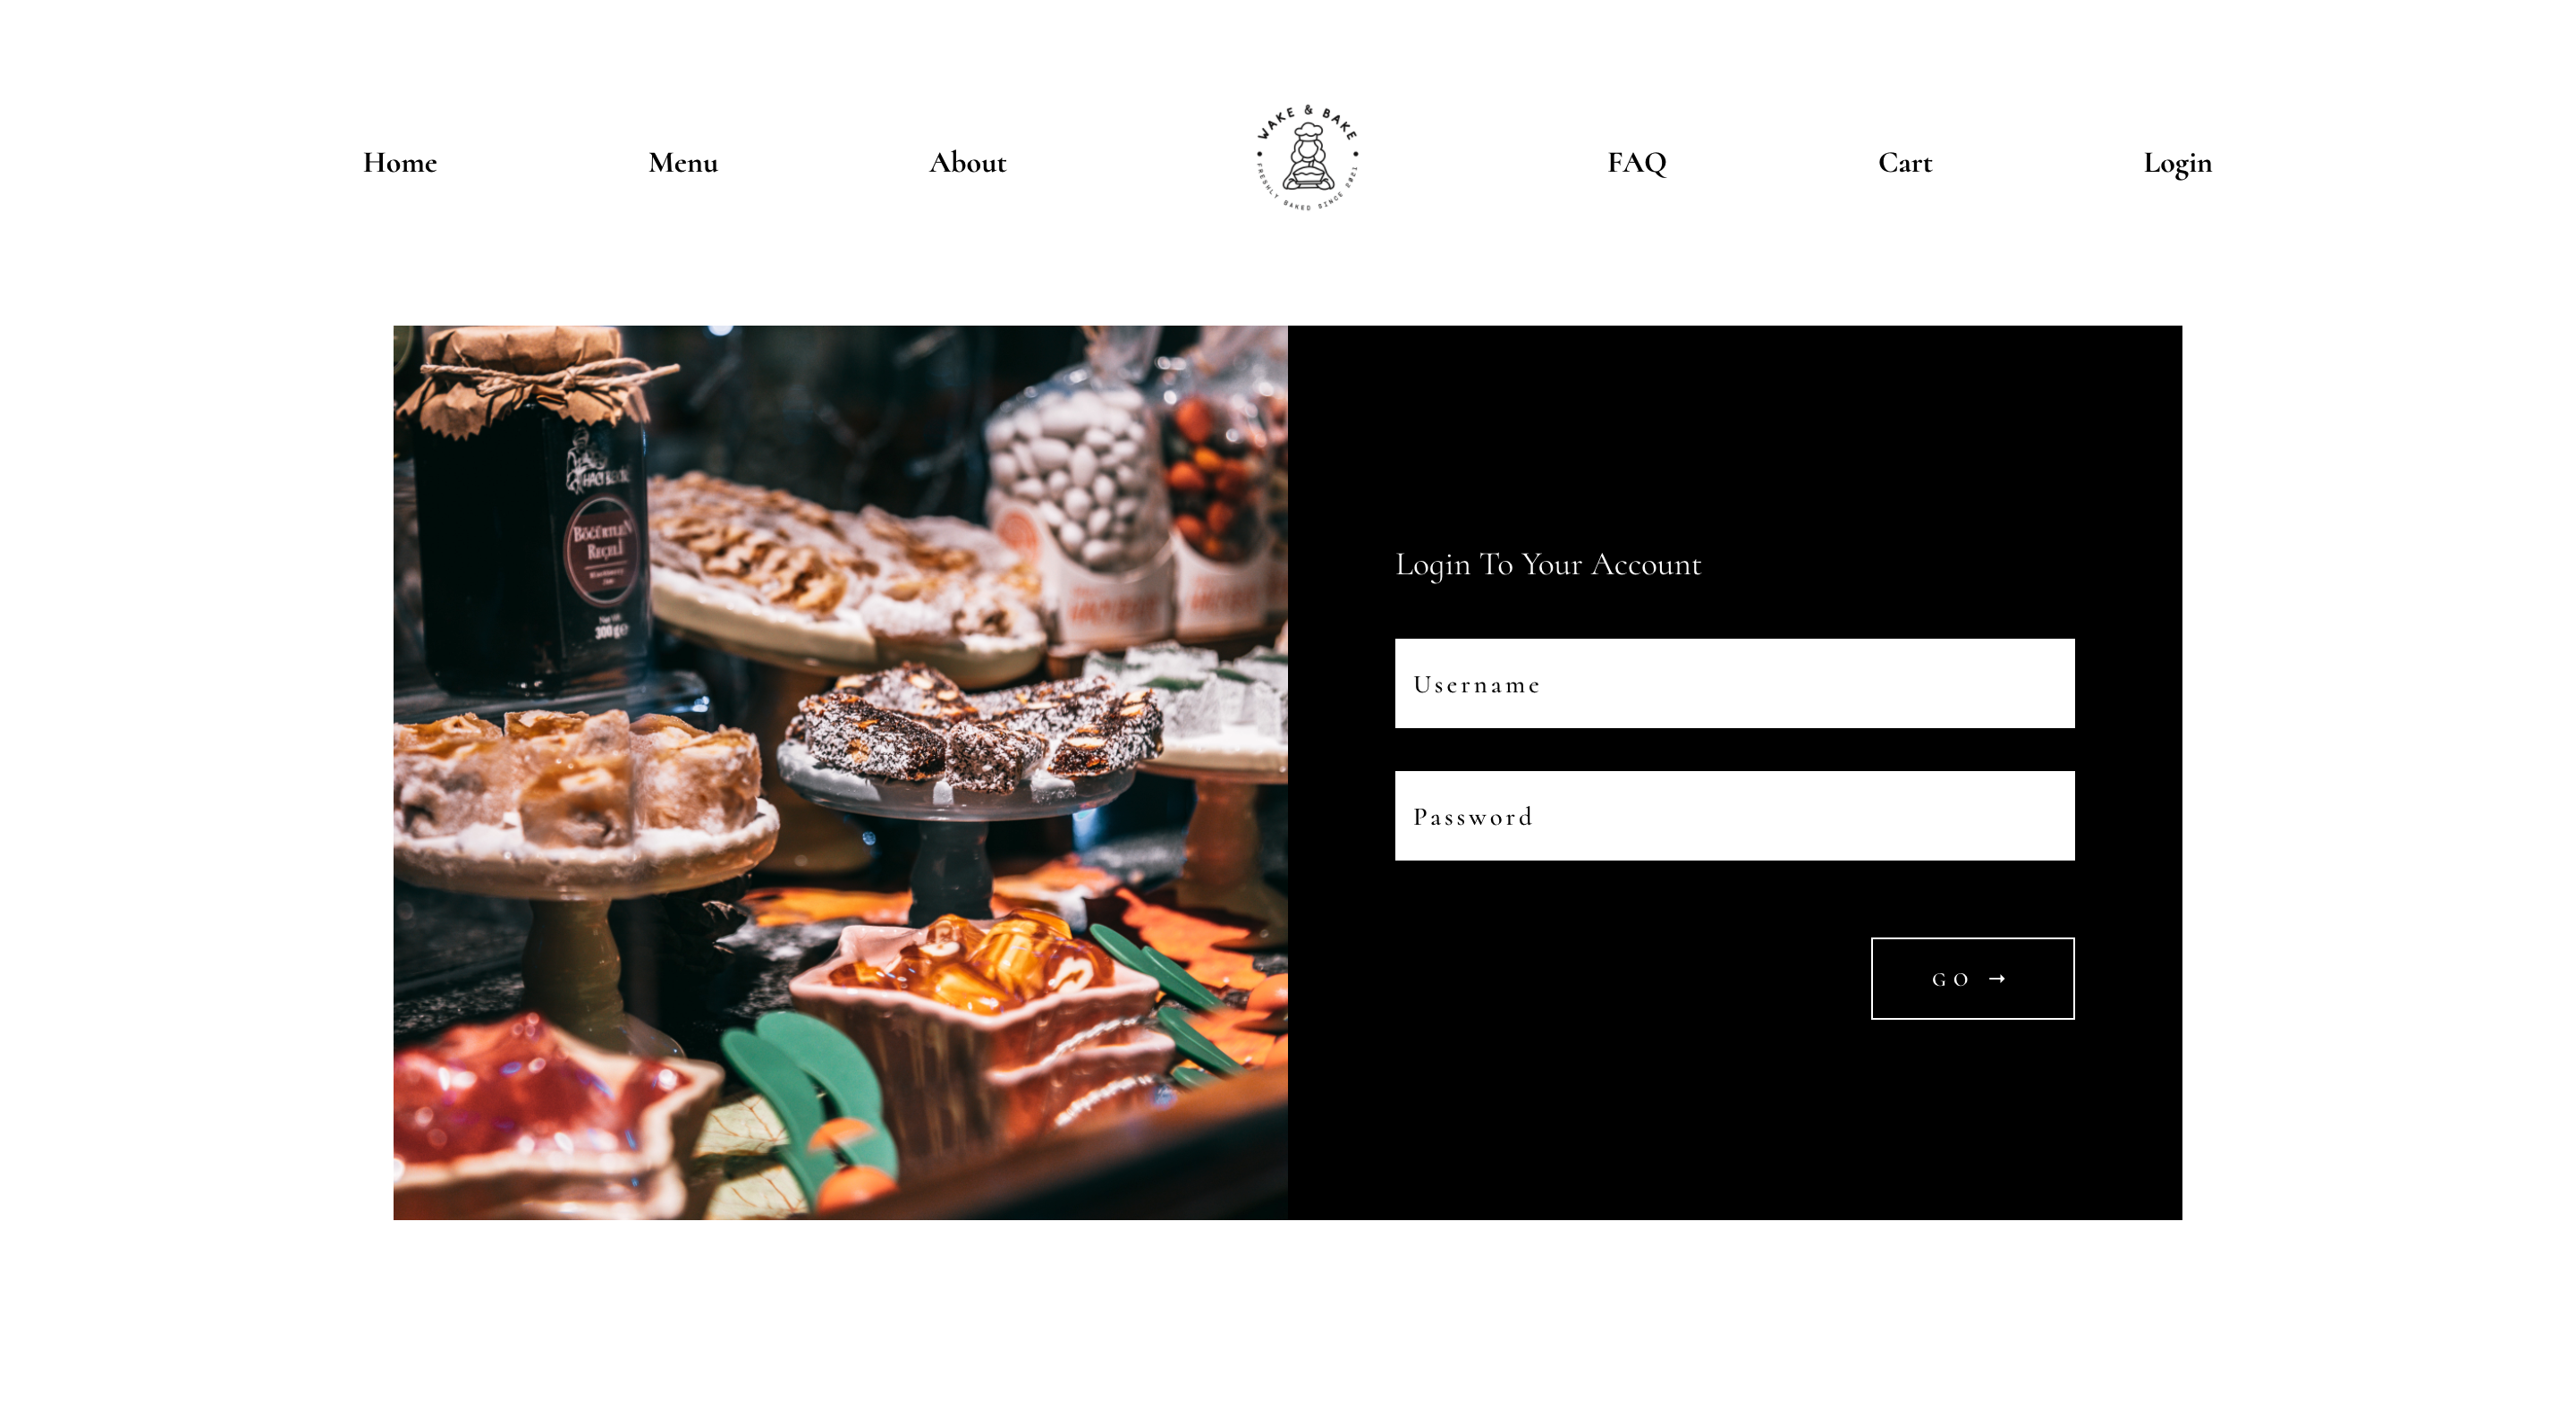 Home
Menu
About
WAKE & BAKE
FRESHLY BAKED SINCE 2021
FAQ
Cart
Login
BÖĞÜRTLEN
REÇELİ
300 g e
Login To Your Account
Username
Password
GO →